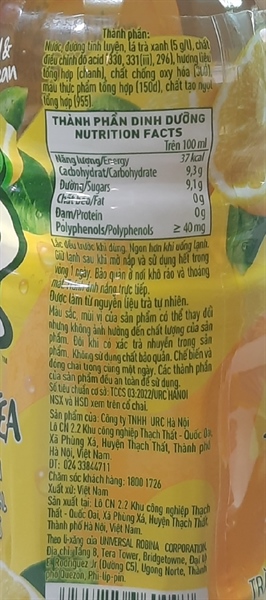 Thành phần:
Nước, đường tinh luyện, lá trà xanh (5 g/l), chất
điều chỉnh độ acid (330, 331(iii), 296), hương liệu
tổng hợp (chanh), chất chống oxy hóa
màu thực phẩm tổng hợp (150d), chất tạo ngọt
tổng hợp (955).
THÀNH PHẦN DINH DƯỠNG
NUTRITION FACTS
Trên 100 ml
Năng lượng/Energy 37 kcal
Cacbohydrat/Carbohydrate 9,3g
Đường/Sugars 9,1g
Chất béo/Fat 0g
Đạm/Protein 0g
Polyphenols/Polyphenols ≥ 40mg
Lắc đều trước khi dùng. Ngon hơn khi uống lạnh.
Giữ lạnh sau khi mở nắp và sử dụng hết trong
vòng 1 ngày. Bảo quản ở nơi khô ráo và thoáng
mát, tránh ánh nắng trực tiếp.
Được làm từ nguyên liệu trà tự nhiên.
Màu sắc, mùi vị của sản phẩm có thể thay đổi
nhưng không ảnh hưởng đến chất lượng của sản
phẩm. Đôi khi có xác trà nhuyễn trong sản
phẩm. Không sử dụng chất bảo quản. Chế biến và
đóng chai trong cùng một ngày. Các thành phần
của sản phẩm đều an toàn để sử dụng.
Số tiêu chuẩn cơ sở: TCCS 03:2022/URC HÀNỘI
NSX và HSD xem trên cổ chai.
Sản phẩm của: Công ty TNHH URC Hà Nội
Lô CN 2.2 Khu công nghiệp Thạch Thất - Quốc Oai,
Xã Phùng Xá, Huyện Thạch Thất, Thành phố
Hà Nội, Việt Nam.
ĐT: 024 33844711
Chăm sóc khách hàng: 1800 1726
Xuất xứ: Việt Nam
Sản xuất tại: Lô CN 2.2 Khu công nghiệp Thạch
Thất - Quốc Oai, Xã Phùng Xá, Huyện Thạch Thất,
Thành phố Hà Nội, Việt Nam.
Theo li-xăng của UNIVERSAL ROBINA CORPORATION
Địa chỉ: Tầng 8, Tera Tower, Bridgetowne, Đại lộ
E. Rodriguez Jr. (Đường C5), Ugong Norte, Thành
phố Quezon, Phi-líp-pin.